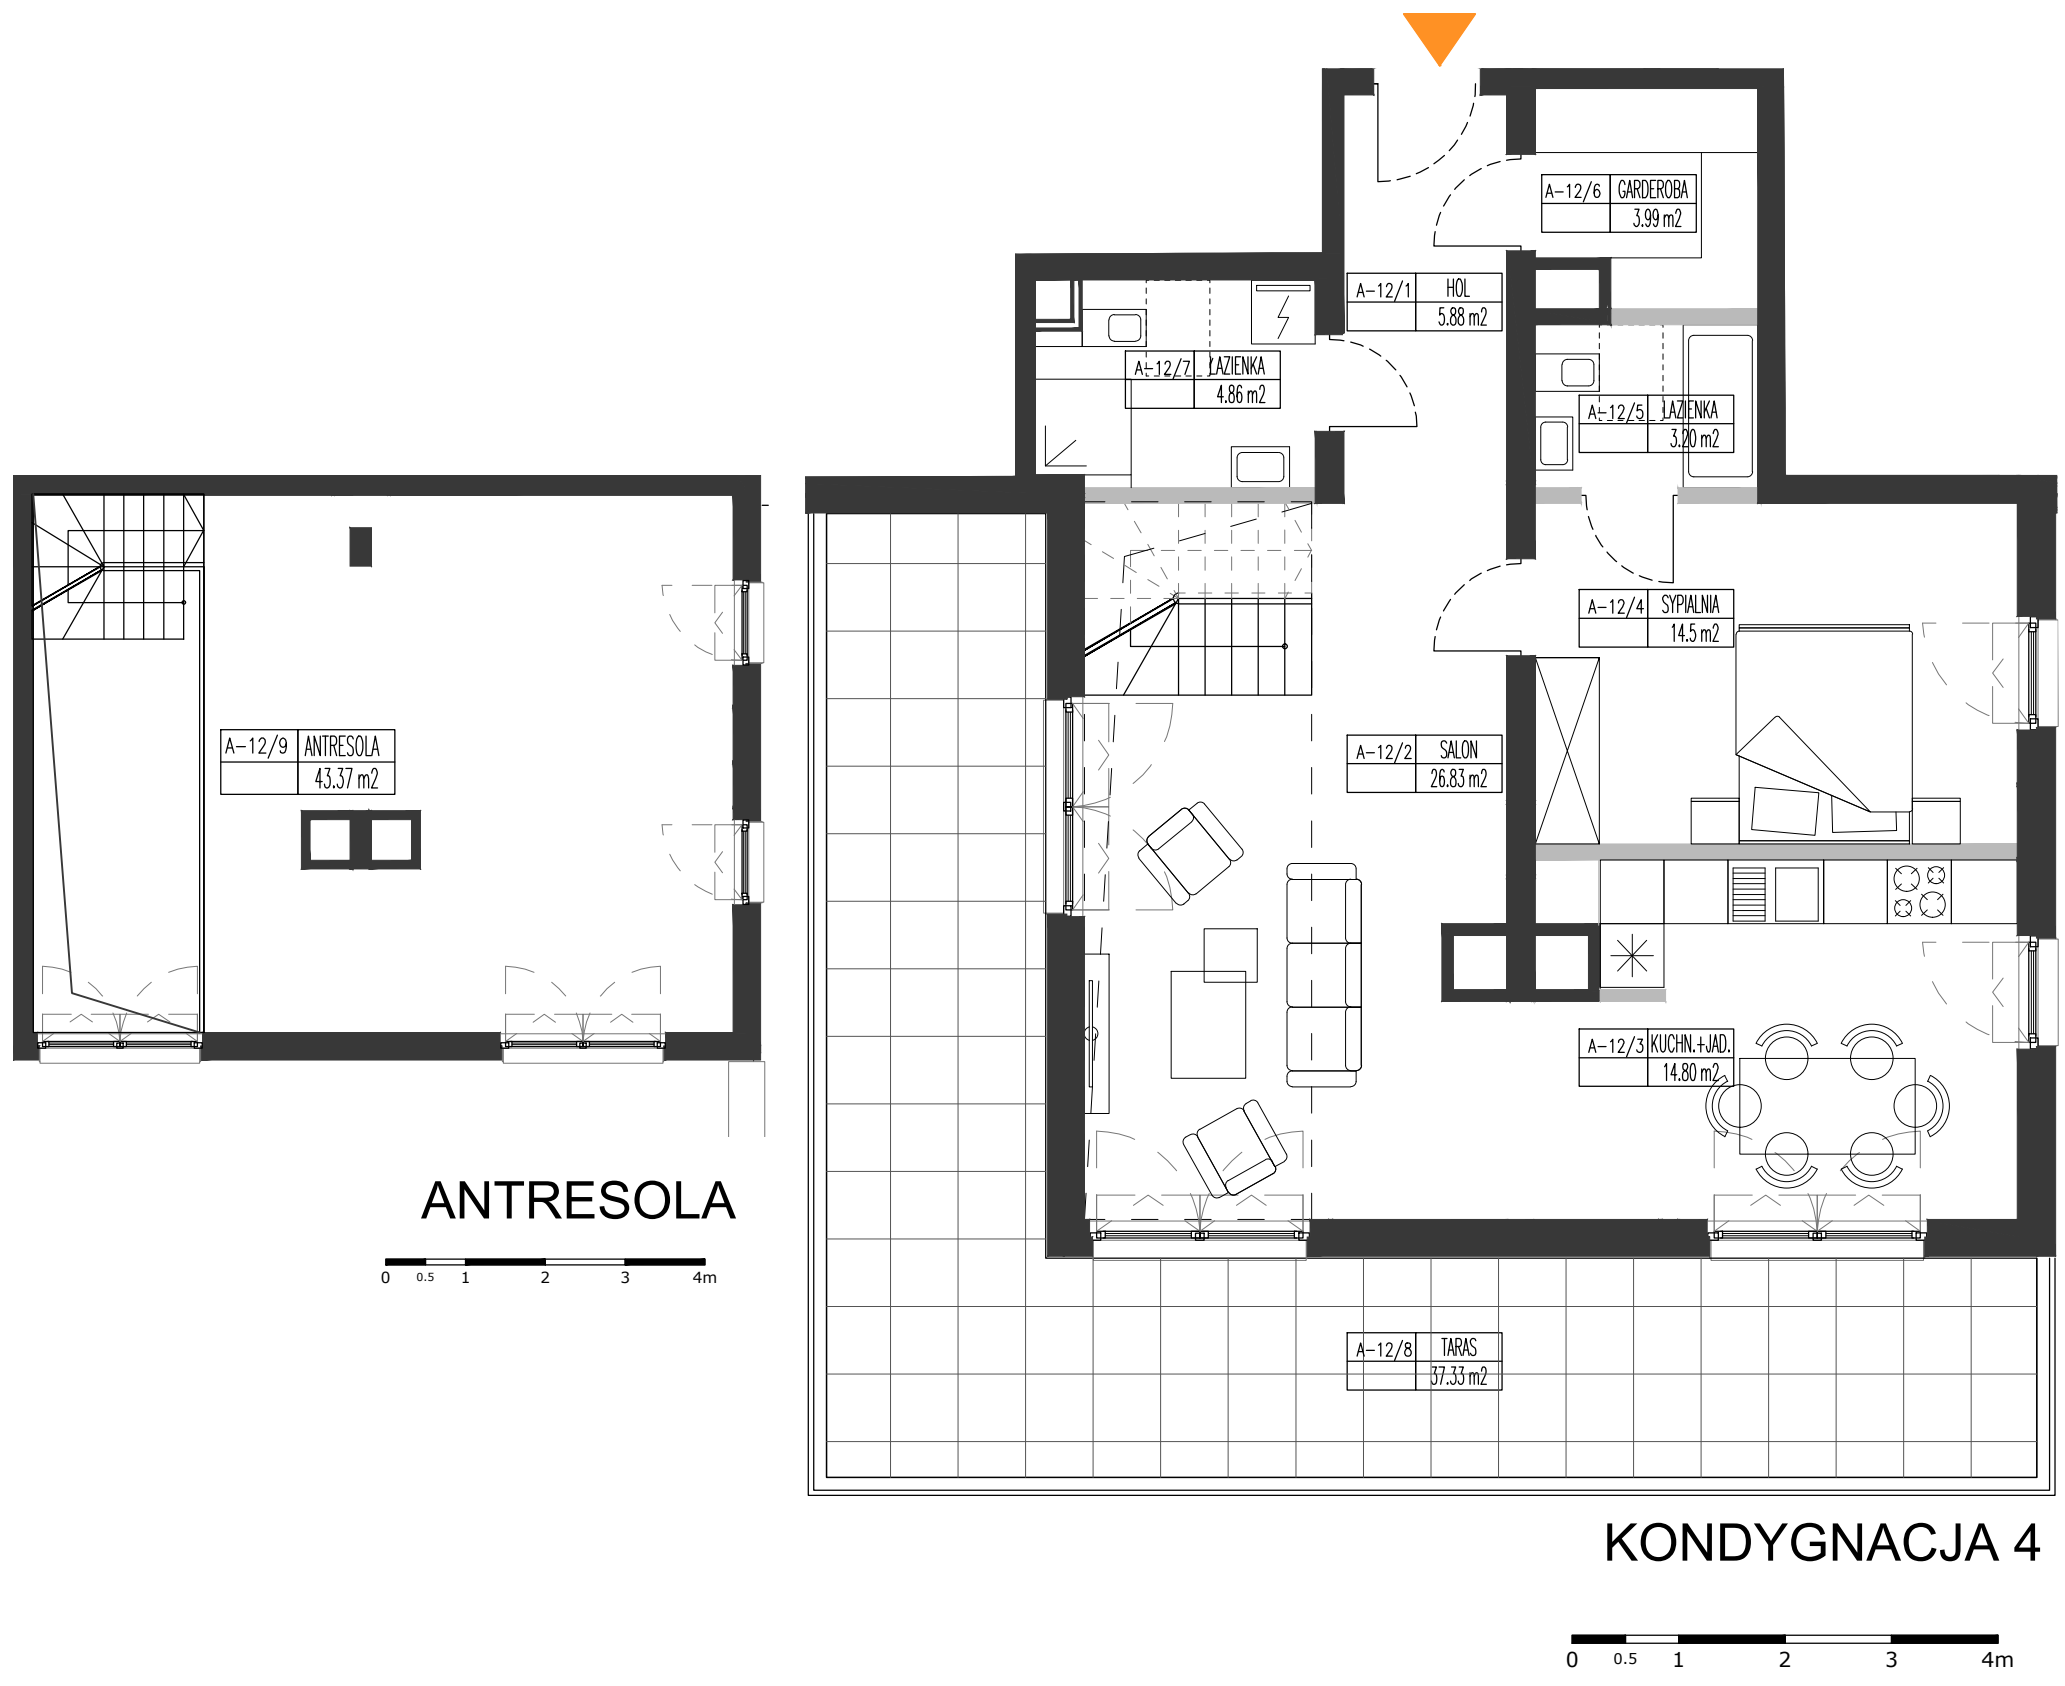 A-12/6 GARDEROBA
3.99 m2
A-12/1 HOL
5.88 m2
A-12/7 ŁAZIENKA
4.86 m2
A-12/5 ŁAZIENKA
3.20 m2
A-12/4 SYPIALNIA
14.5 m2
A-12/9 ANTRESOLA
43.37 m2
A-12/2 SALON
26.83 m2
A-12/3 KUCHN.+JAD.
14.80 m2
ANTRESOLA
0 0.5 1 2 3 4m
A-12/8 TARAS
37.33 m2
KONDYGNACJA 4
0 0.5 1 2 3 4m